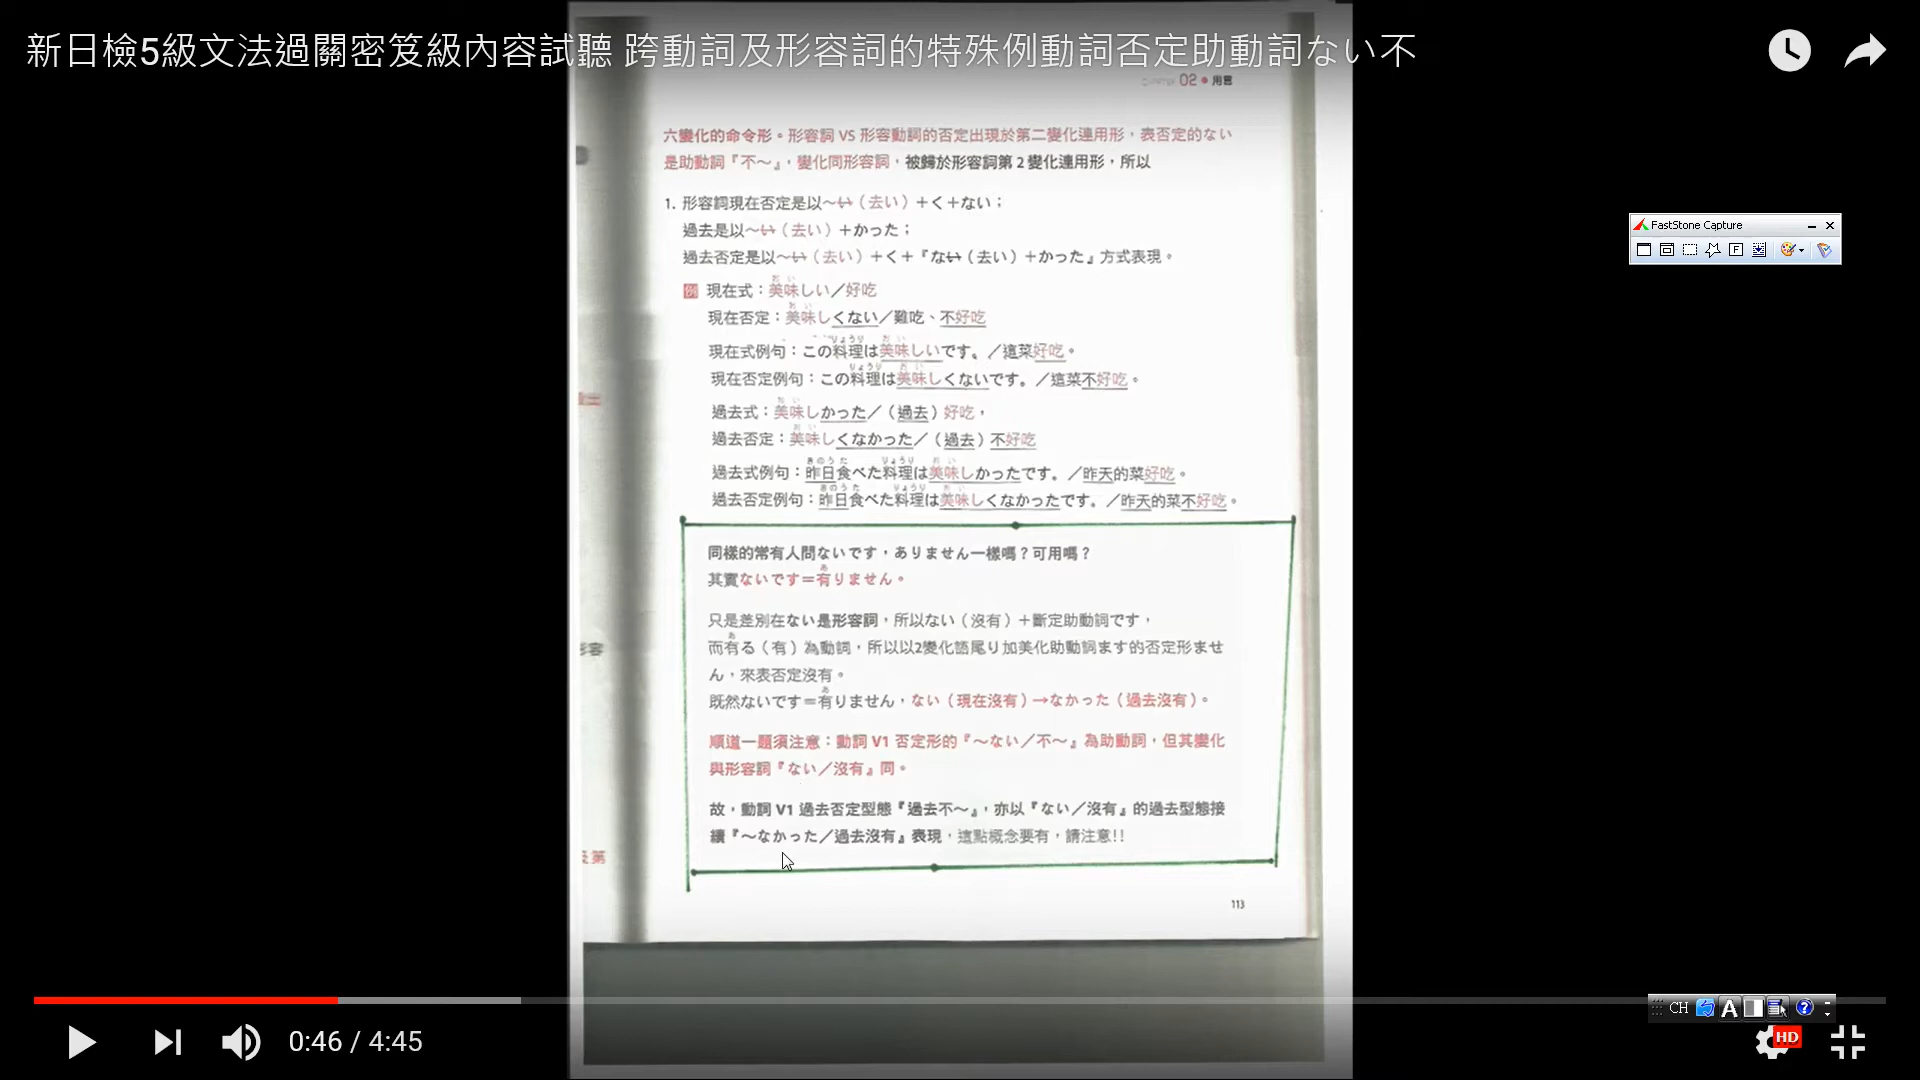 新日檢5級文法過關密笈級內容試聽 跨動詞及形容詞的特殊例動詞否定助動詞ない不
02 ● 用言
六變化的命令形。形容詞 VS 形容動詞的否定出現於第二變化連用形，表否定的ない
是助動詞『不～』，變化同形容詞，被歸於形容詞第 2 變化連用形，所以
1. 形容詞現在否定是以～い（去い）＋く＋ない；
過去是以～い（去い）＋かった；
過去否定是以～い（去い）＋く＋『ない（去い）＋かった』方式表現。
例 現在式：美味しい／好吃
現在否定：美味しくない／難吃、不好吃
現在式例句：この料理は美味しいです。／這菜好吃。
現在否定例句：この料理は美味しくないです。／這菜不好吃。
過去式：美味しかった／（過去）好吃，
過去否定：美味しくなかった／（過去）不好吃
過去式例句：昨日食べた料理は美味しかったです。／昨天的菜好吃。
過去否定例句：昨日食べた料理は美味しくなかったです。／昨天的菜不好吃。
同樣的常有人問ないです，ありません一樣嗎？可用嗎？
其實ないです＝有りません。
只是差別在ない是形容詞，所以ない（沒有）＋斷定助動詞です，
而有る（有）為動詞，所以以2變化語尾り加美化助動詞ます的否定形ませ
ん，來表否定沒有。
既然ないです＝有りません，ない（現在沒有）→なかった（過去沒有）。
順道一題須注意：動詞 V1 否定形的『～ない／不～』為助動詞，但其變化
與形容詞『ない／沒有』同。
故，動詞 V1 過去否定型態『過去不～』，亦以『ない／沒有』的過去型態接
續『～なかった／過去沒有』表現，這點概念要有，請注意!!
113
FastStone Capture
0:46 / 4:45
CH
HD